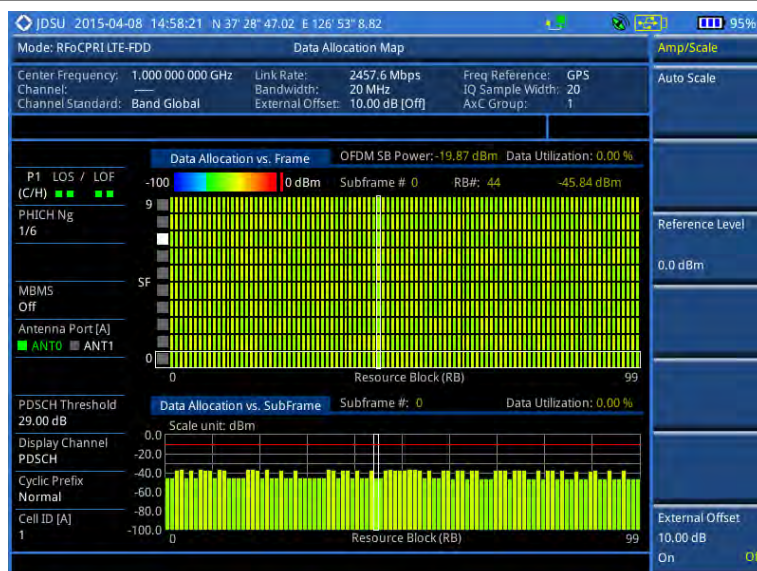 JDSU 2015-04-08 14:58:21 N 37' 28" 47.02 E 126' 53" 8.82 95%
Mode: RFoCPRI LTE-FDD Data Allocation Map Amp/Scale
Center Frequency: 1.000 000 000 GHz Link Rate: 2457.6 Mbps Freq Reference: GPS
Channel: —— Bandwidth: 20 MHz IQ Sample Width: 20
Channel Standard: Band Global External Offset: 10.00 dB [Off] AxC Group: 1
Auto Scale
Data Allocation vs. Frame OFDM SB Power: -19.87 dBm Data Utilization: 0.00 %
P1 LOS / LOF
(C/H)
-100 0 dBm Subframe # 0 RB#: 44 -45.84 dBm
PHICH Ng
1/6
9
SF
0
0 Resource Block (RB) 99
Reference Level
0.0 dBm
MBMS
Off
Antenna Port [A]
ANT0 ANT1
PDSCH Threshold
29.00 dB
Data Allocation vs. SubFrame Subframe #: 0 Data Utilization: 0.00 %
Scale unit: dBm
Display Channel
PDSCH
Cyclic Prefix
Normal
Cell ID [A]
1
0.0
-20.0
-40.0
-60.0
-80.0
-100.0
0 Resource Block (RB) 99
External Offset
10.00 dB
On